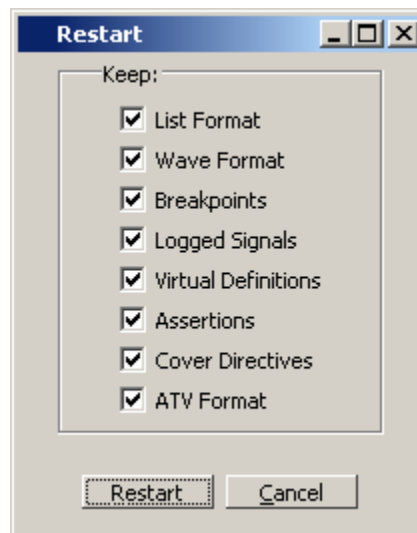 Restart
Keep:
List Format
Wave Format
Breakpoints
Logged Signals
Virtual Definitions
Assertions
Cover Directives
ATV Format
Restart Cancel